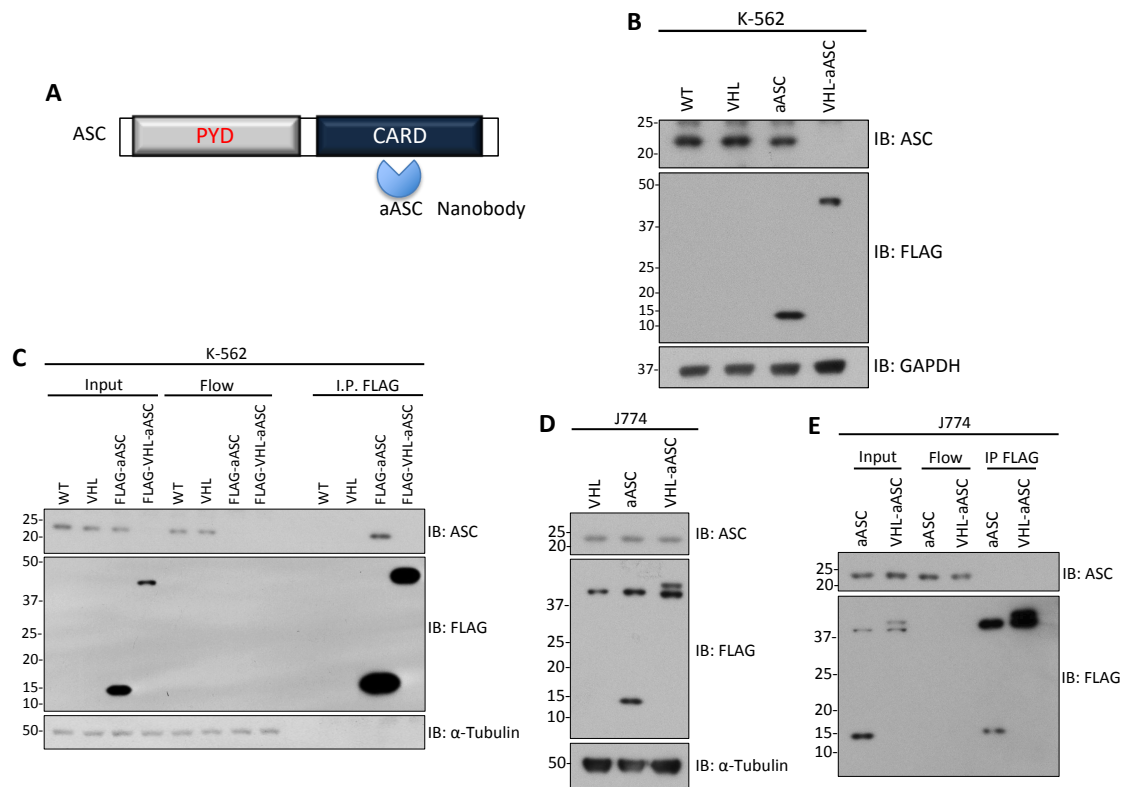 A
ASC
PYD
CARD
aASC Nanobody
B
K-562
WT
VHL
aASC
VHL-aASC
25-
20-
IB: ASC
50-
37-
25-
20-
15-
10-
IB: FLAG
37-
IB: GAPDH
C
K-562
Input
Flow
I.P. FLAG
WT
VHL
FLAG-aASC
FLAG-VHL-aASC
WT
VHL
FLAG-aASC
FLAG-VHL-aASC
WT
VHL
FLAG-aASC
FLAG-VHL-aASC
25-
20-
IB: ASC
50-
37-
25-
20-
15-
10-
IB: FLAG
50-
IB: α-Tubulin
D
J774
VHL
aASC
VHL-aASC
25-
20-
IB: ASC
37-
25-
20-
15-
10-
IB: FLAG
50-
IB: α-Tubulin
E
J774
Input
Flow
IP FLAG
aASC
VHL-aASC
aASC
VHL-aASC
aASC
VHL-aASC
25-
20-
IB: ASC
37-
25-
20-
15-
10-
IB: FLAG